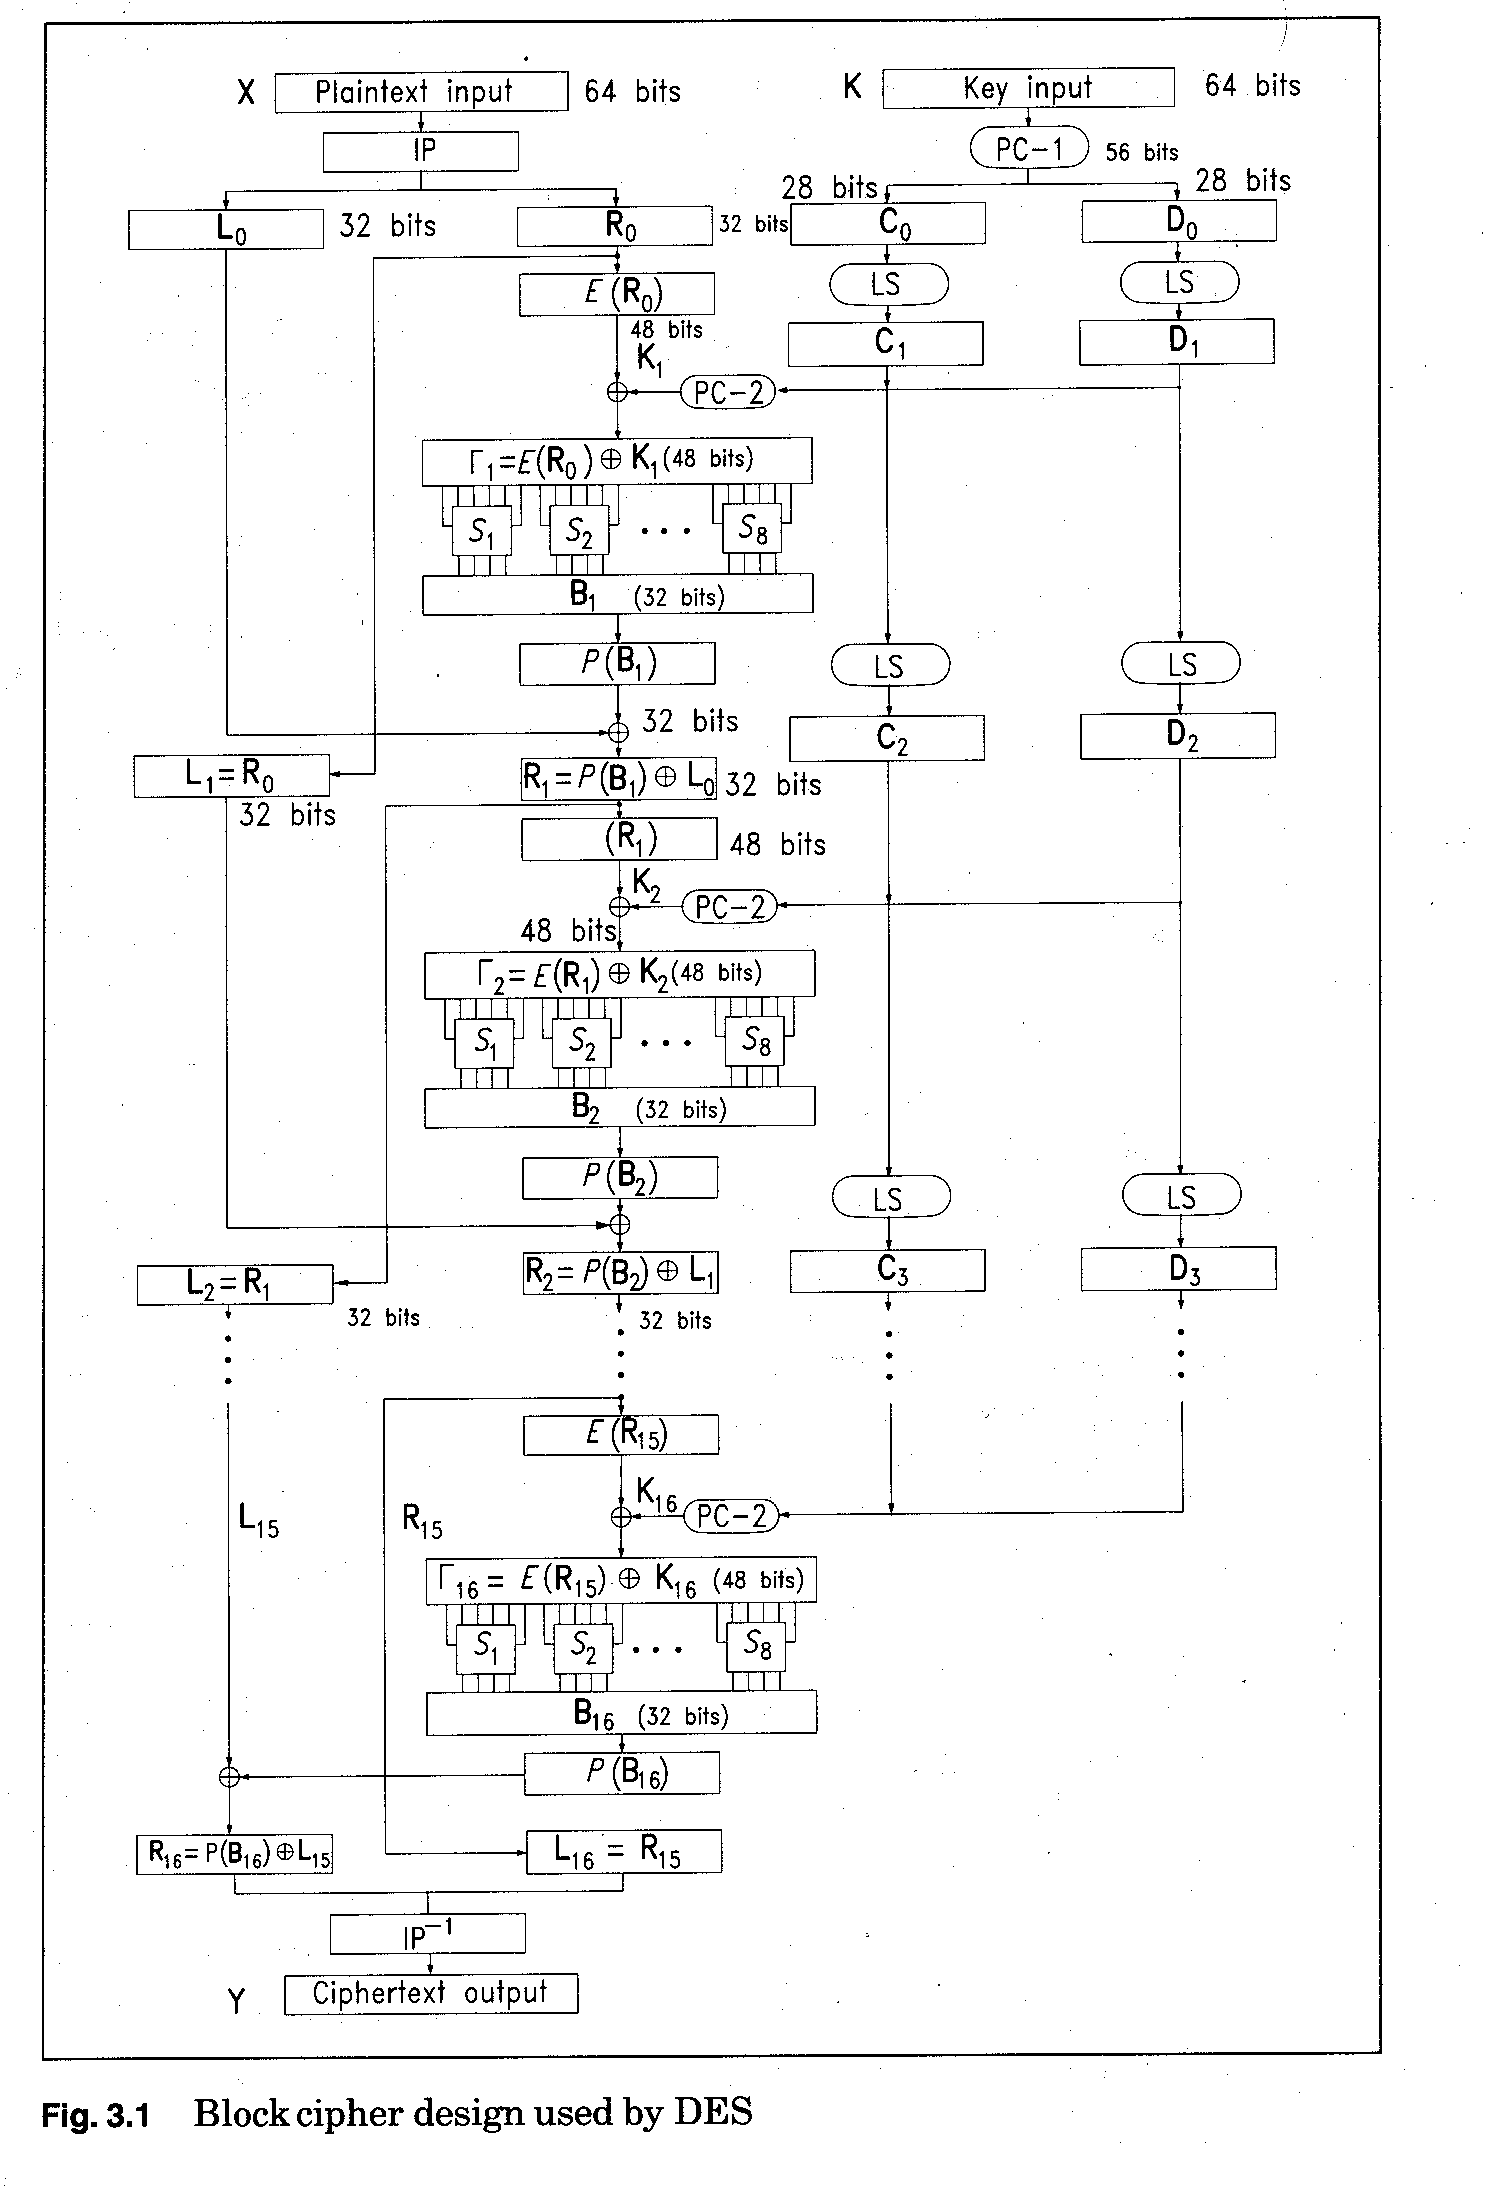 X Plaintext input 64 bits K Key input 64 bits
IP PC-1 56 bits
28 bits 28 bits
L0 32 bits R0 32 bits C0 D0
E(R0) LS LS
48 bits
K1 C1 D1
⊕ PC-2
Γ1=E(R0)⊕K1(48 bits)
S1 S2 ... S8
B1 (32 bits)
P(B1) LS LS
⊕ 32 bits C2 D2
L1=R0 R1=P(B1)⊕L0 32 bits
32 bits
(R1) 48 bits
K2
⊕ PC-2
48 bits
Γ2=E(R1)⊕K2(48 bits)
S1 S2 ... S8
B2 (32 bits)
P(B2) LS LS
⊕
L2=R1 R2=P(B2)⊕L1 C3 D3
32 bits 32 bits
E(R15)
K16
L15 R15 ⊕ PC-2
Γ16= E(R15)⊕ K16 (48 bits)
S1 S2 ... S8
B16 (32 bits)
⊕ P(B16)
R16=P(B16)⊕L15 L16 = R15
IP−1
Y Ciphertext output
Fig. 3.1 Block cipher design used by DES